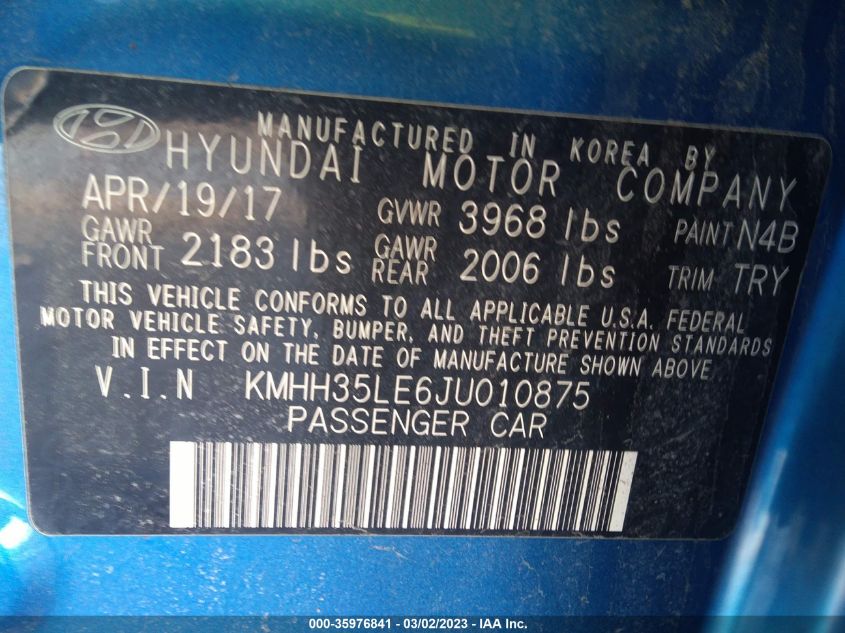 MANUFACTURED IN KOREA BY
HYUNDAI MOTOR COMPANY
APR/19/17 GVWR 3968 lbs PAINT N4B
GAWR FRONT 2183 lbs GAWR REAR 2006 lbs TRIM TRY
THIS VEHICLE CONFORMS TO ALL APPLICABLE U.S.A. FEDERAL
MOTOR VEHICLE SAFETY, BUMPER, AND THEFT PREVENTION STANDARDS
IN EFFECT ON THE DATE OF MANUFACTURE SHOWN ABOVE.
V.I.N KMHH35LE6JU010875
PASSENGER CAR
000-35976841 - 03/02/2023 - IAA Inc.